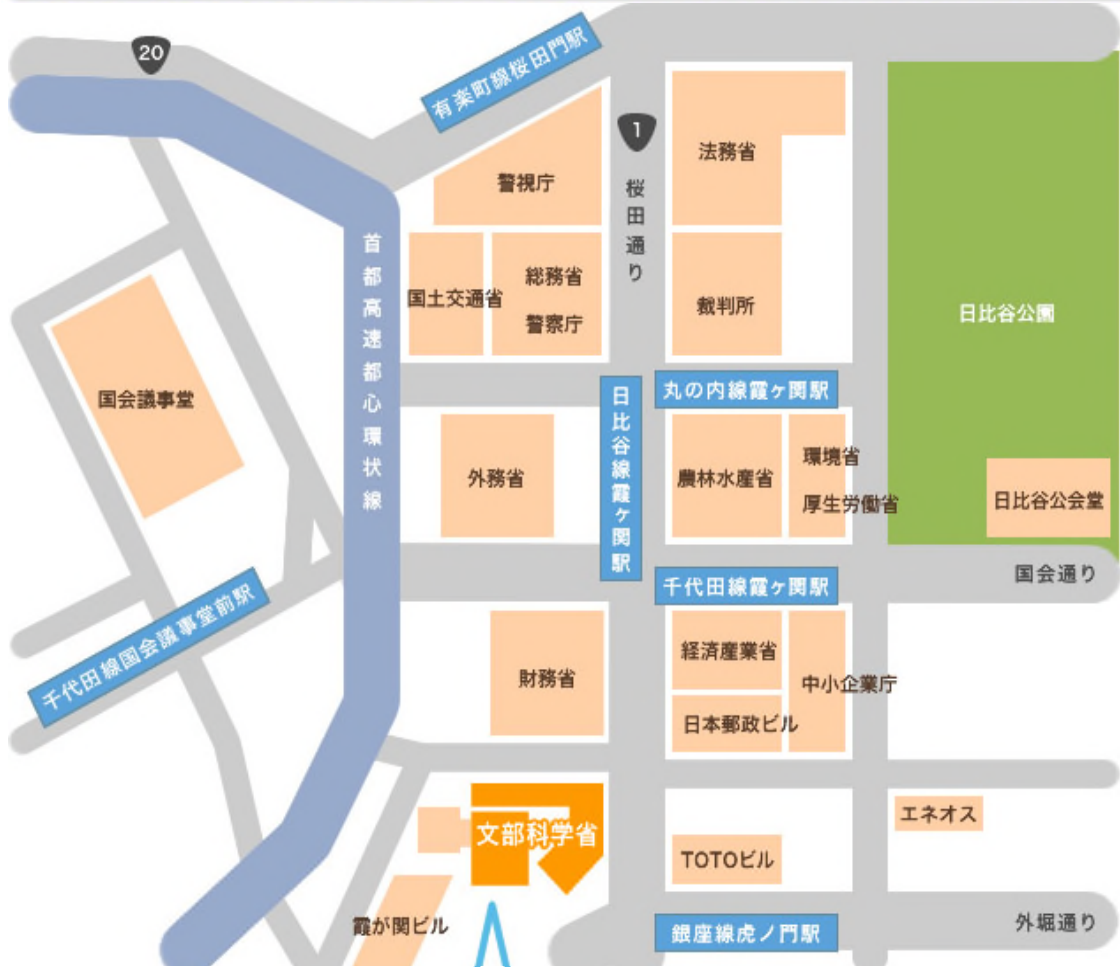 20
有楽町線桜田門駅
1
桜田通り
法務省
警視庁
首都高速都心環状線
国土交通省
総務省
警察庁
裁判所
日比谷公園
国会議事堂
丸の内線霞ヶ関駅
日比谷線霞ヶ関駅
外務省
農林水産省
環境省
厚生労働省
日比谷公会堂
国会通り
千代田線霞ヶ関駅
千代田線国会議事堂前駅
財務省
経済産業省
中小企業庁
日本郵政ビル
エネオス
文部科学省
TOTOビル
霞が関ビル
銀座線虎ノ門駅
外堀通り